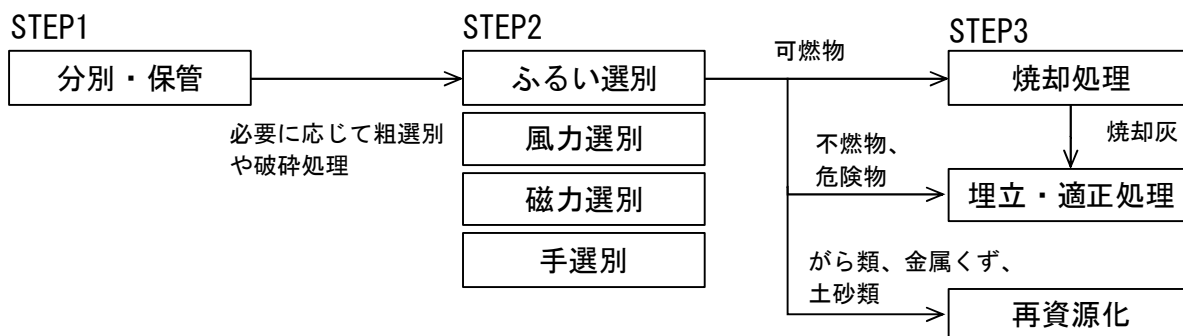 STEP1
分別・保管
必要に応じて粗選別
や破砕処理
STEP2
ふるい選別
風力選別
磁力選別
手選別
可燃物
不燃物、
危険物
がら類、金属くず、
土砂類
STEP3
焼却処理
焼却灰
埋立・適正処理
再資源化